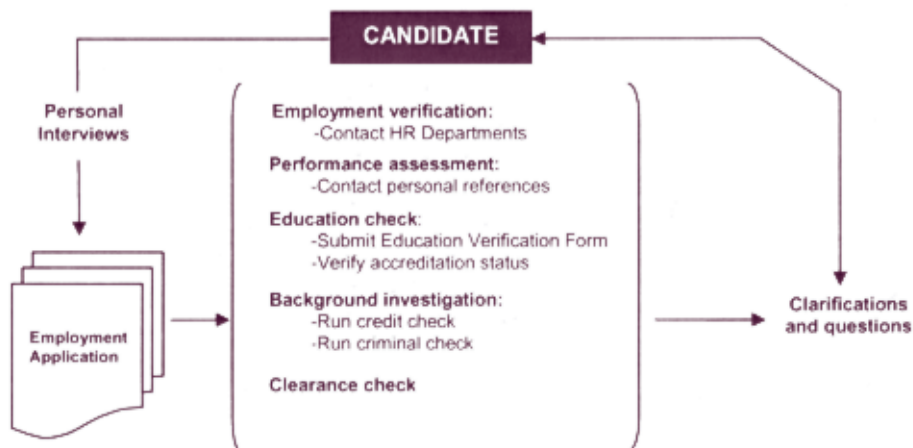 CANDIDATE
Personal
Interviews
Employment verification:
-Contact HR Departments
Performance assessment:
-Contact personal references
Education check:
-Submit Education Verification Form
-Verify accreditation status
Background investigation:
-Run credit check
-Run criminal check
Clearance check
Employment
Application
Clarifications
and questions